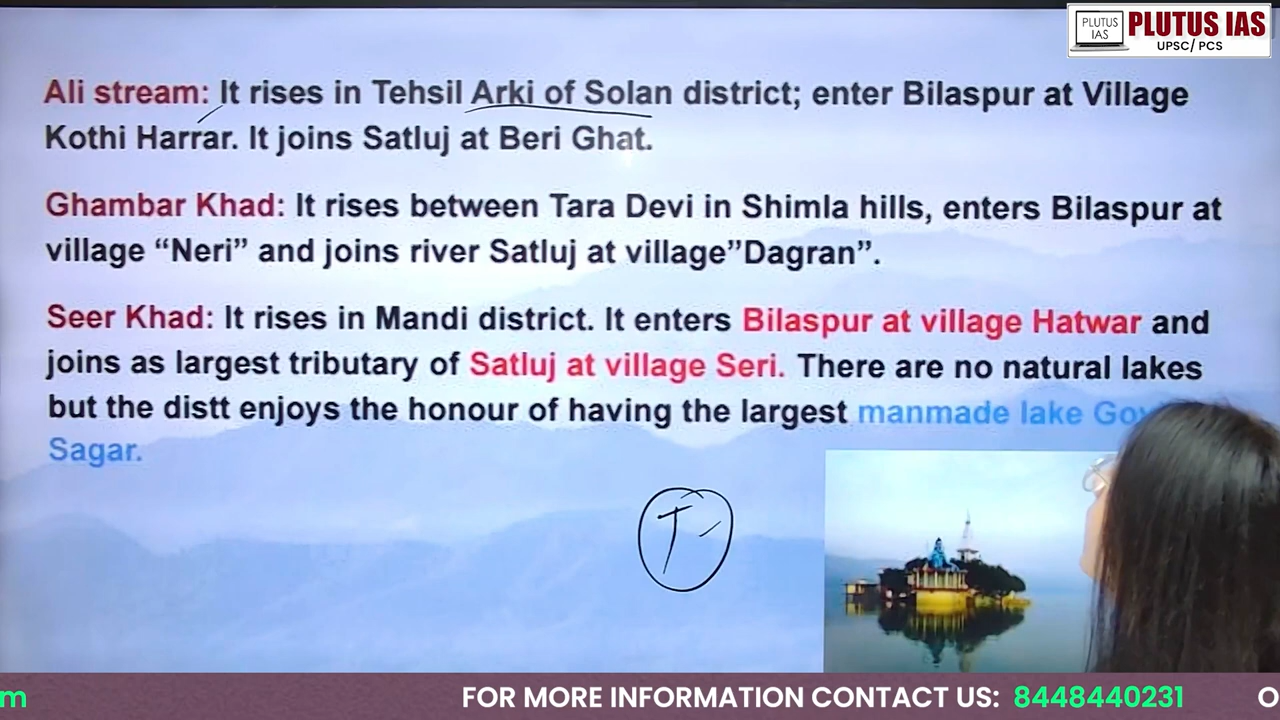 PLUTUS IAS
PLUTUS IAS
UPSC/ PCS
Ali stream: It rises in Tehsil Arki of Solan district; enter Bilaspur at Village
Kothi Harrar. It joins Satluj at Beri Ghat.
Ghambar Khad: It rises between Tara Devi in Shimla hills, enters Bilaspur at
village “Neri” and joins river Satluj at village”Dagran”.
Seer Khad: It rises in Mandi district. It enters Bilaspur at village Hatwar and
joins as largest tributary of Satluj at village Seri. There are no natural lakes
but the distt enjoys the honour of having the largest manmade lake
Sagar.
T
m FOR MORE INFORMATION CONTACT US: 8448440231 O